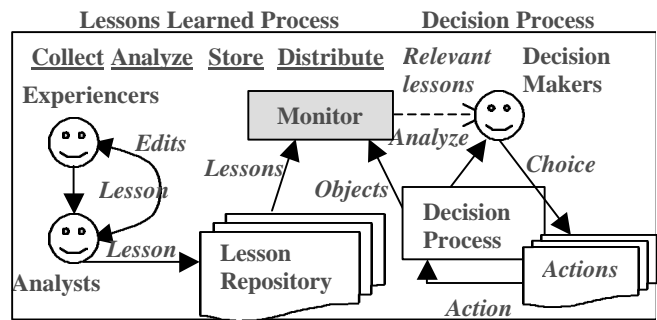 Lessons Learned Process
Decision Process
Collect Analyze Store Distribute
Relevant
lessons
Decision
Makers
Experiencers
Monitor
Analyze
Edits
Lessons
Choice
Lesson
Objects
Decision
Process
Lesson
Lesson
Repository
Actions
Analysts
Action